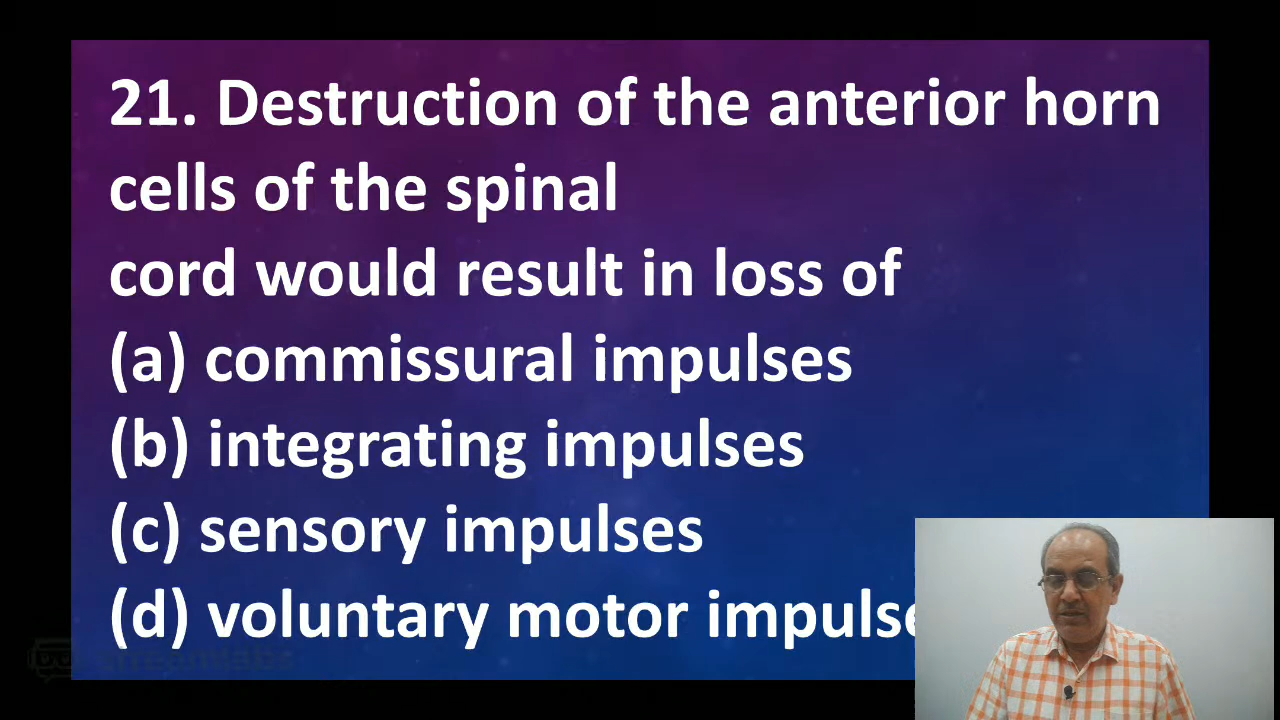 21. Destruction of the anterior horn
cells of the spinal
cord would result in loss of
(a) commissural impulses
(b) integrating impulses
(c) sensory impulses
(d) voluntary motor